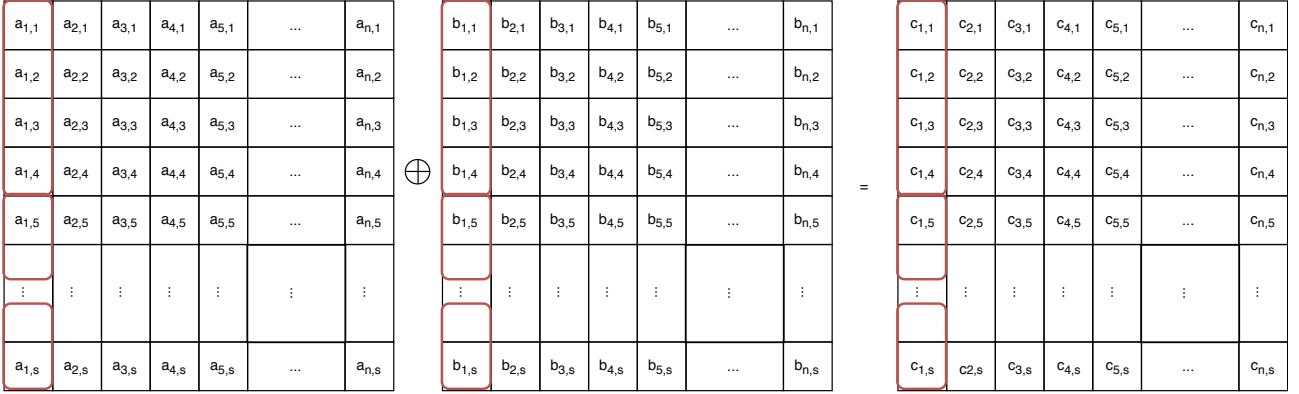 a1,1 a2,1 a3,1 a4,1 a5,1 ... an,1 b1,1 b2,1 b3,1 b4,1 b5,1 ... bn,1 c1,1 c2,1 c3,1 c4,1 c5,1 ... cn,1
a1,2 a2,2 a3,2 a4,2 a5,2 ... an,2 b1,2 b2,2 b3,2 b4,2 b5,2 ... bn,2 c1,2 c2,2 c3,2 c4,2 c5,2 ... cn,2
a1,3 a2,3 a3,3 a4,3 a5,3 ... an,3 b1,3 b2,3 b3,3 b4,3 b5,3 ... bn,3 c1,3 c2,3 c3,3 c4,3 c5,3 ... cn,3
a1,4 a2,4 a3,4 a4,4 a5,4 ... an,4 ⊕ b1,4 b2,4 b3,4 b4,4 b5,4 ... bn,4 = c1,4 c2,4 c3,4 c4,4 c5,4 ... cn,4
a1,5 a2,5 a3,5 a4,5 a5,5 ... an,5 b1,5 b2,5 b3,5 b4,5 b5,5 ... bn,5 c1,5 c2,5 c3,5 c4,5 c5,5 ... cn,5
⋮ ⋮ ⋮ ⋮ ⋮ ⋮ ⋮ ⋮ ⋮ ⋮ ⋮ ⋮ ⋮ ⋮ ⋮ ⋮ ⋮ ⋮ ⋮ ⋮ ⋮
a1,s a2,s a3,s a4,s a5,s ... an,s b1,s b2,s b3,s b4,s b5,s ... bn,s c1,s c2,s c3,s c4,s c5,s ... cn,s